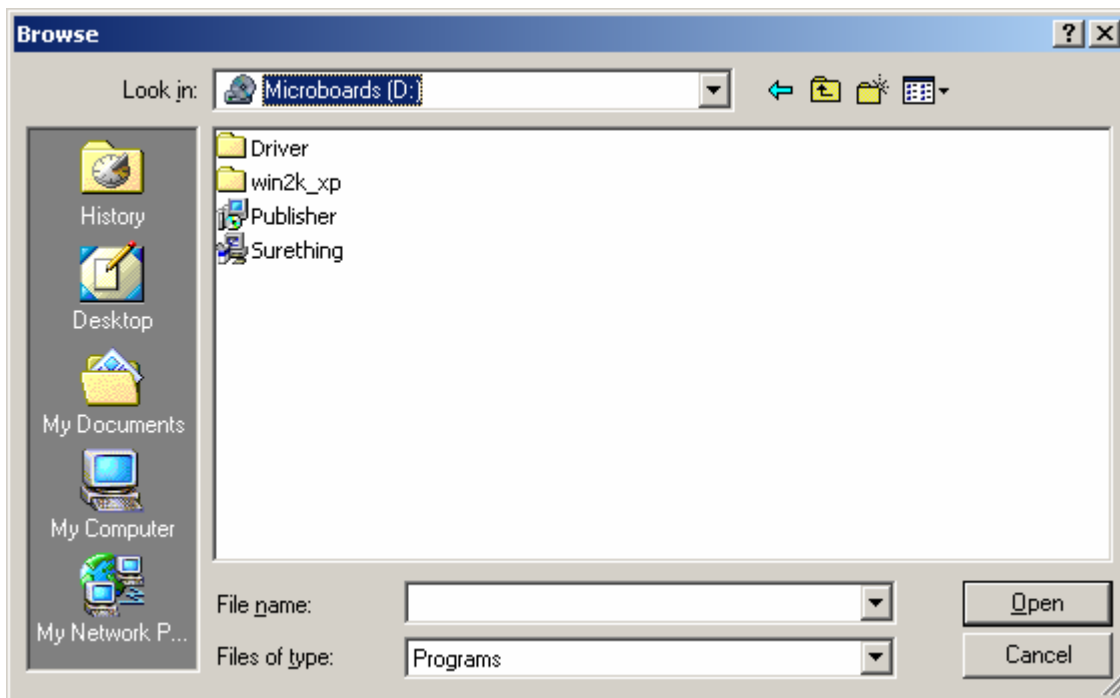 Browse
Look in:
Microboards (D:)
History
Desktop
My Documents
My Computer
My Network P...
Driver
win2k_xp
Publisher
Surething
File name:
Open
Files of type:
Programs
Cancel